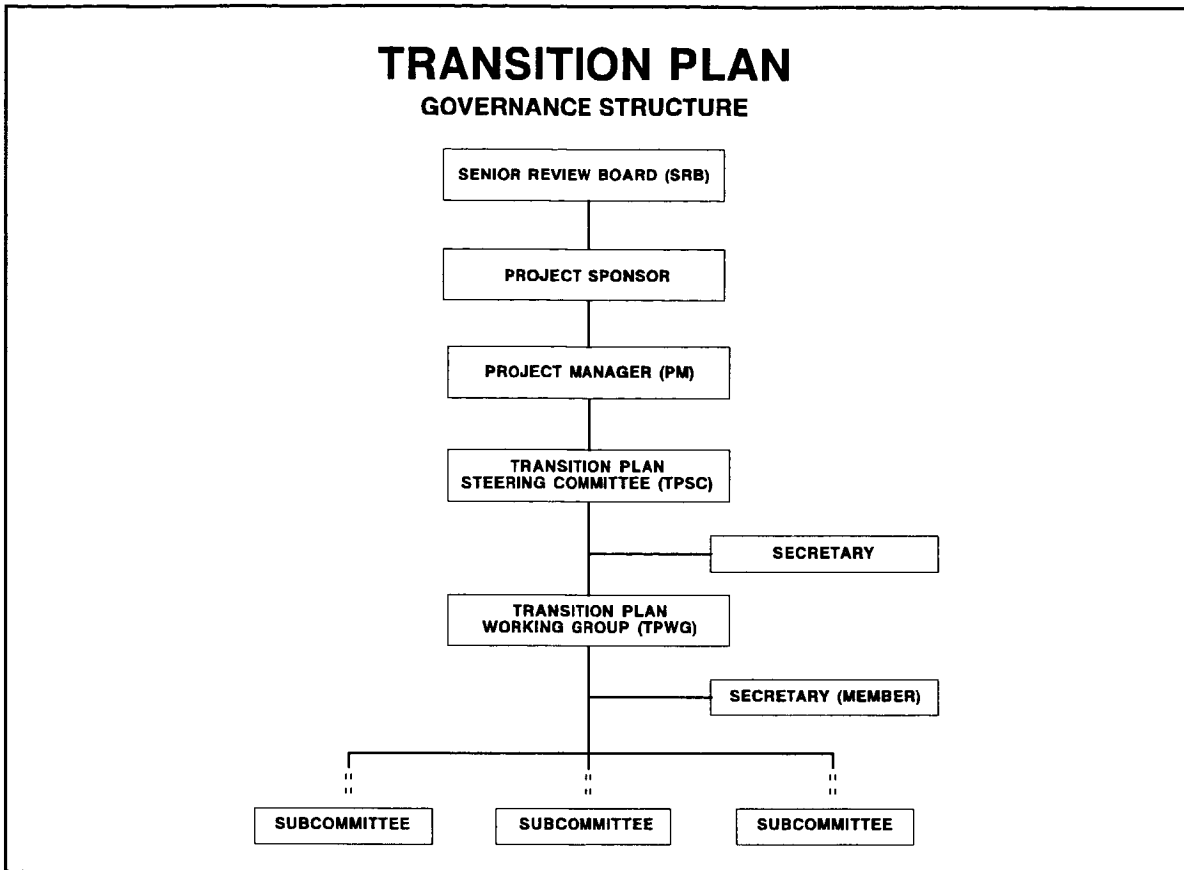 TRANSITION PLAN
GOVERNANCE STRUCTURE
SENIOR REVIEW BOARD (SRB)
PROJECT SPONSOR
PROJECT MANAGER (PM)
TRANSITION PLAN
STEERING COMMITTEE (TPSC)
SECRETARY
TRANSITION PLAN
WORKING GROUP (TPWG)
SECRETARY (MEMBER)
SUBCOMMITTEE
SUBCOMMITTEE
SUBCOMMITTEE